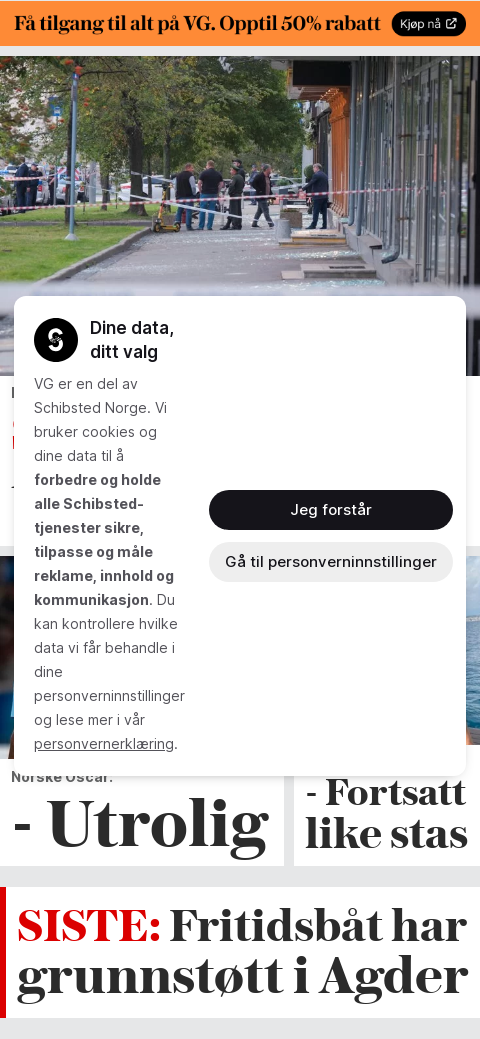 Få tilgang til alt på VG. Opptil 50% rabatt
Kjøp nå
Dine data,
ditt valg
VG er en del av
Schibsted Norge. Vi
bruker cookies og
dine data til å
forbedre og holde
alle Schibsted-
tjenester sikre,
tilpasse og måle
reklame, innhold og
kommunikasjon. Du
kan kontrollere hvilke
data vi får behandle i
dine
personverninnstillinger
og lese mer i vår
personvernerklæring.
Jeg forstår
Gå til personverninnstillinger
Norske Oscar:
- Utrolig
- Fortsatt
like stas
SISTE: Fritidsbåt har
grunnstøtt i Agder